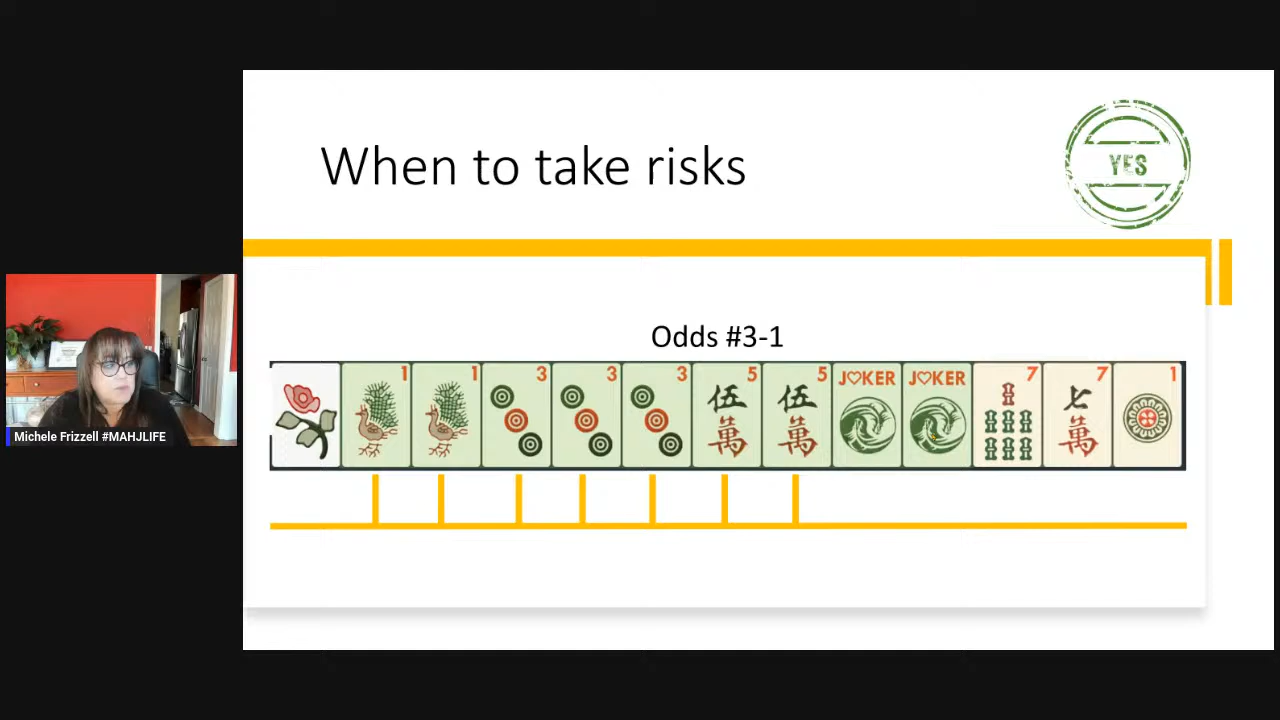 When to take risks
YES
Odds #3-1
1 1 3 3 3 5 5 JOKER JOKER 7 7 1
伍萬 伍萬 七萬
Michele Frizzell #MAHJLIFE